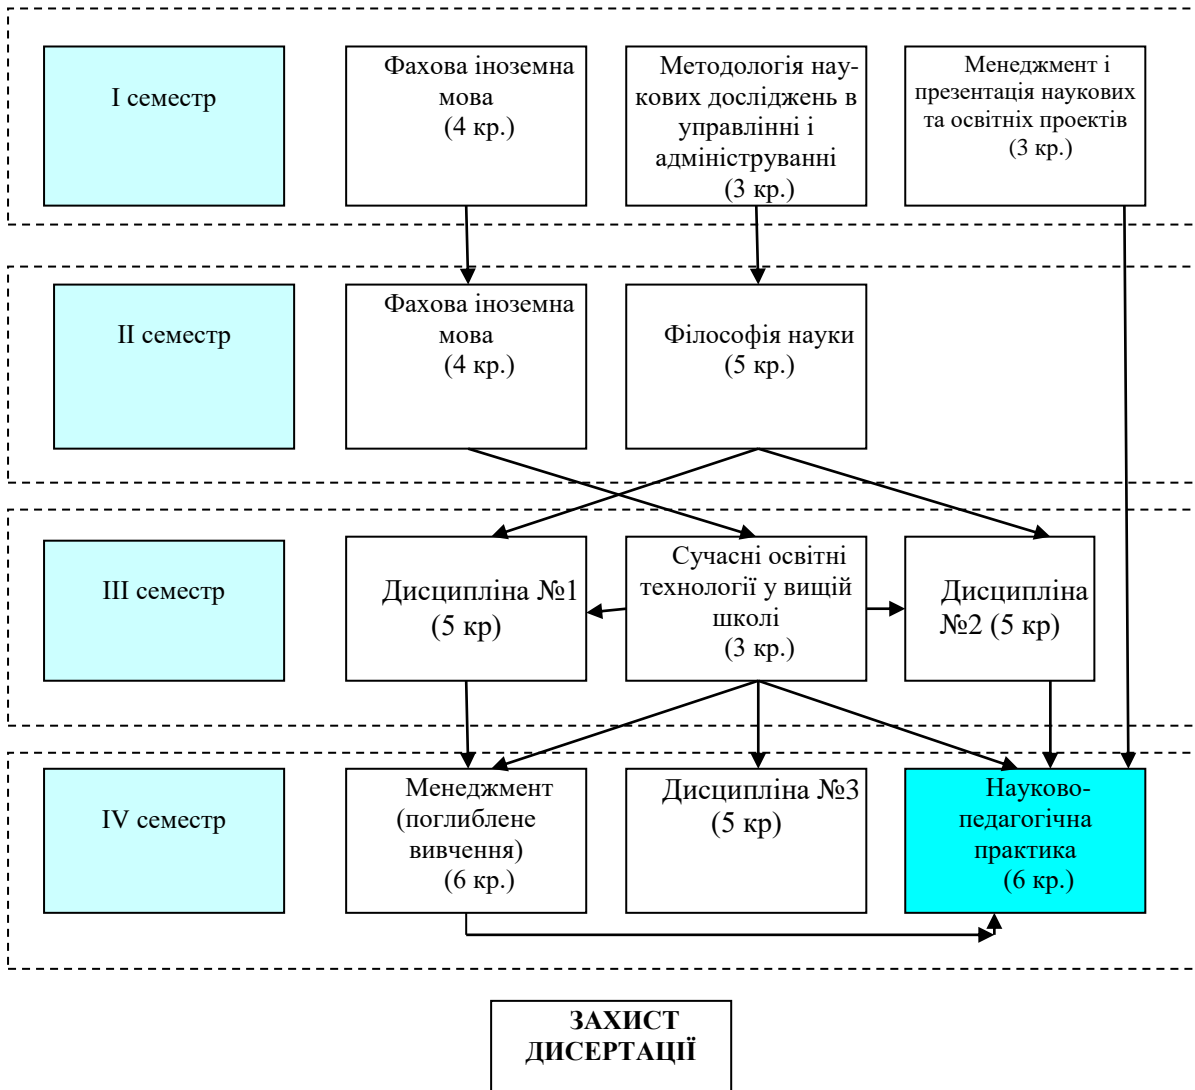 І семестр
Фахова іноземна
мова
(4 кр.)
Методологія нау-
кових досліджень в
управлінні і
адмініструванні
(3 кр.)
Менеджмент і
презентація наукових
та освітніх проектів
(3 кр.)
ІІ семестр
Фахова іноземна
мова
(4 кр.)
Філософія науки
(5 кр.)
ІІІ семестр
Дисципліна №1
(5 кр)
Сучасні освітні
технології у вищій
школі
(3 кр.)
Дисципліна
№2 (5 кр)
IV семестр
Менеджмент
(поглиблене
вивчення)
(6 кр.)
Дисципліна №3
(5 кр)
Науково-
педагогічна
практика
(6 кр.)
ЗАХИСТ
ДИСЕРТАЦІЇ